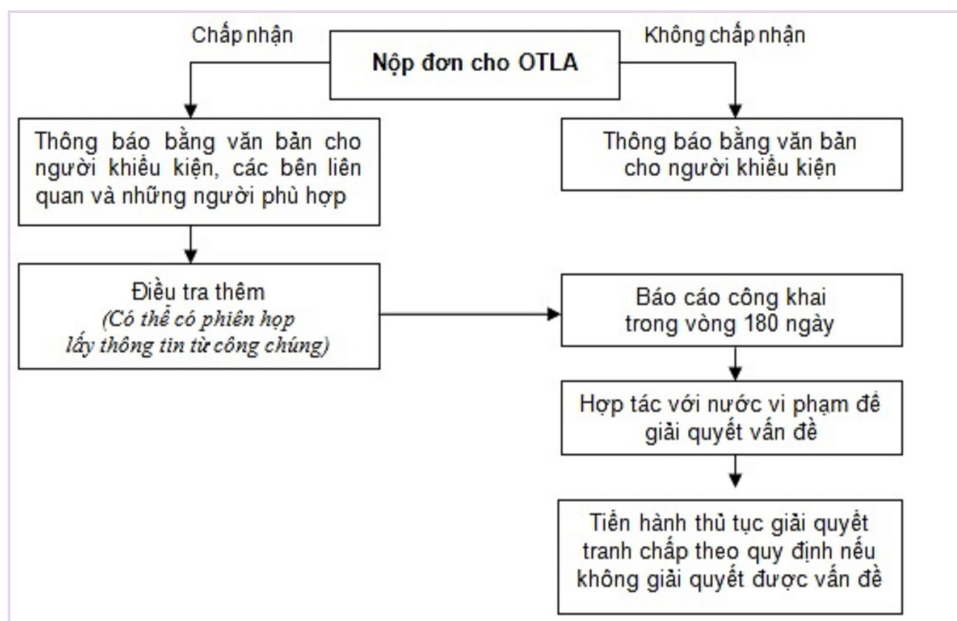 Chấp nhận
Nộp đơn cho OTLA
Không chấp nhận
Thông báo bằng văn bản cho
người khiếu kiện, các bên liên
quan và những người phù hợp
Thông báo bằng văn bản
cho người khiếu kiện
Điều tra thêm
(Có thể có phiên họp
lấy thông tin từ công chúng)
Báo cáo công khai
trong vòng 180 ngày
Hợp tác với nước vi phạm để
giải quyết vấn đề
Tiến hành thủ tục giải quyết
tranh chấp theo quy định nếu
không giải quyết được vấn đề